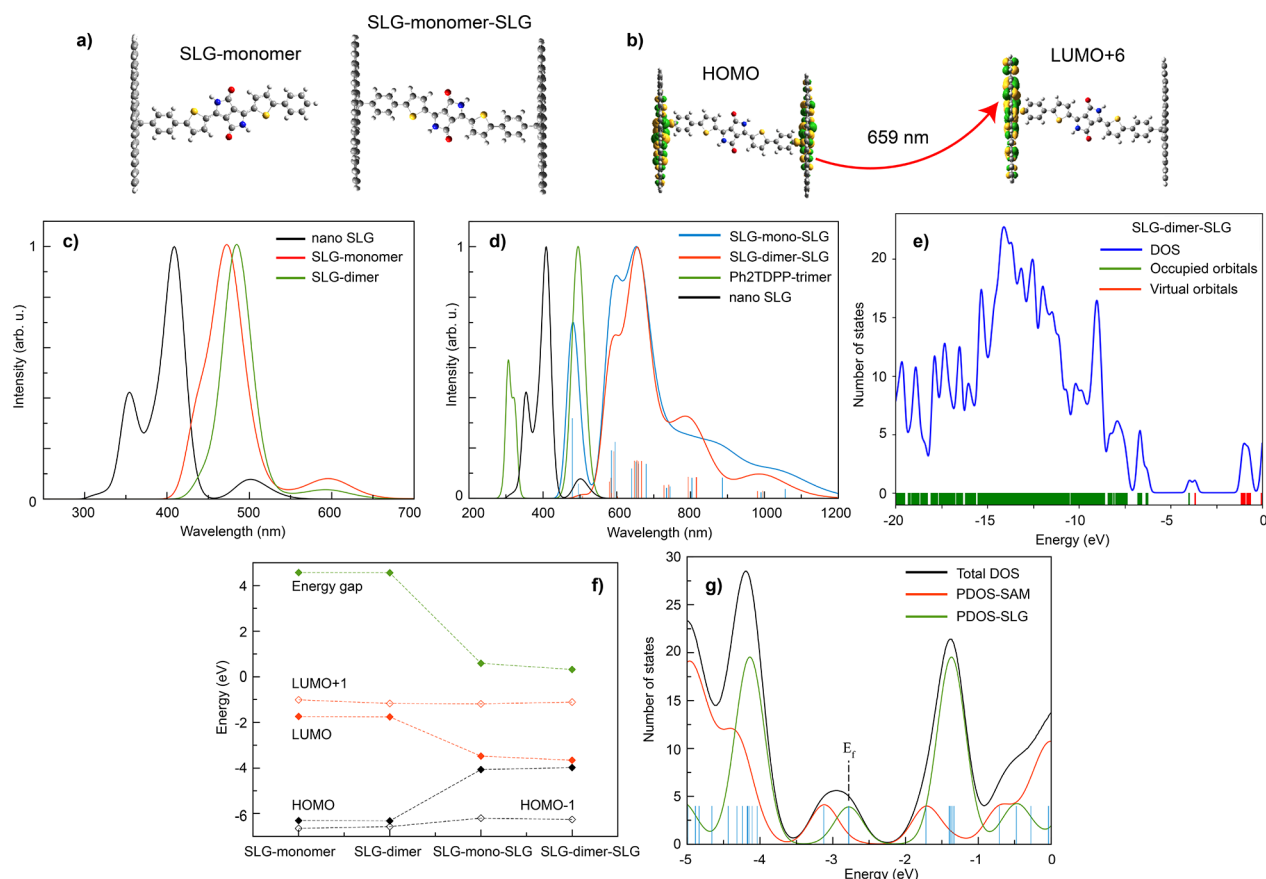 a)
SLG-monomer
SLG-monomer-SLG
b)
HOMO
LUMO+6
659 nm
c)
nano SLG
SLG-monomer
SLG-dimer
Intensity (arb. u.)
1
0
300
400
500
600
700
Wavelength (nm)
d)
SLG-mono-SLG
SLG-dimer-SLG
Ph2TDPP-trimer
nano SLG
Intensity (arb. u.)
1
0
200
400
600
800
1000
1200
Wavelength (nm)
e)
SLG-dimer-SLG
DOS
Occupied orbitals
Virtual orbitals
Number of states
20
15
10
5
0
-20
-15
-10
-5
0
Energy (eV)
f)
Energy gap
LUMO+1
LUMO
HOMO
HOMO-1
Energy (eV)
4
2
0
-2
-4
-6
SLG-monomer
SLG-dimer
SLG-mono-SLG
SLG-dimer-SLG
g)
Total DOS
PDOS-SAM
PDOS-SLG
Ef
Number of states
30
25
20
15
10
5
0
-5
-4
-3
-2
-1
0
Energy (eV)